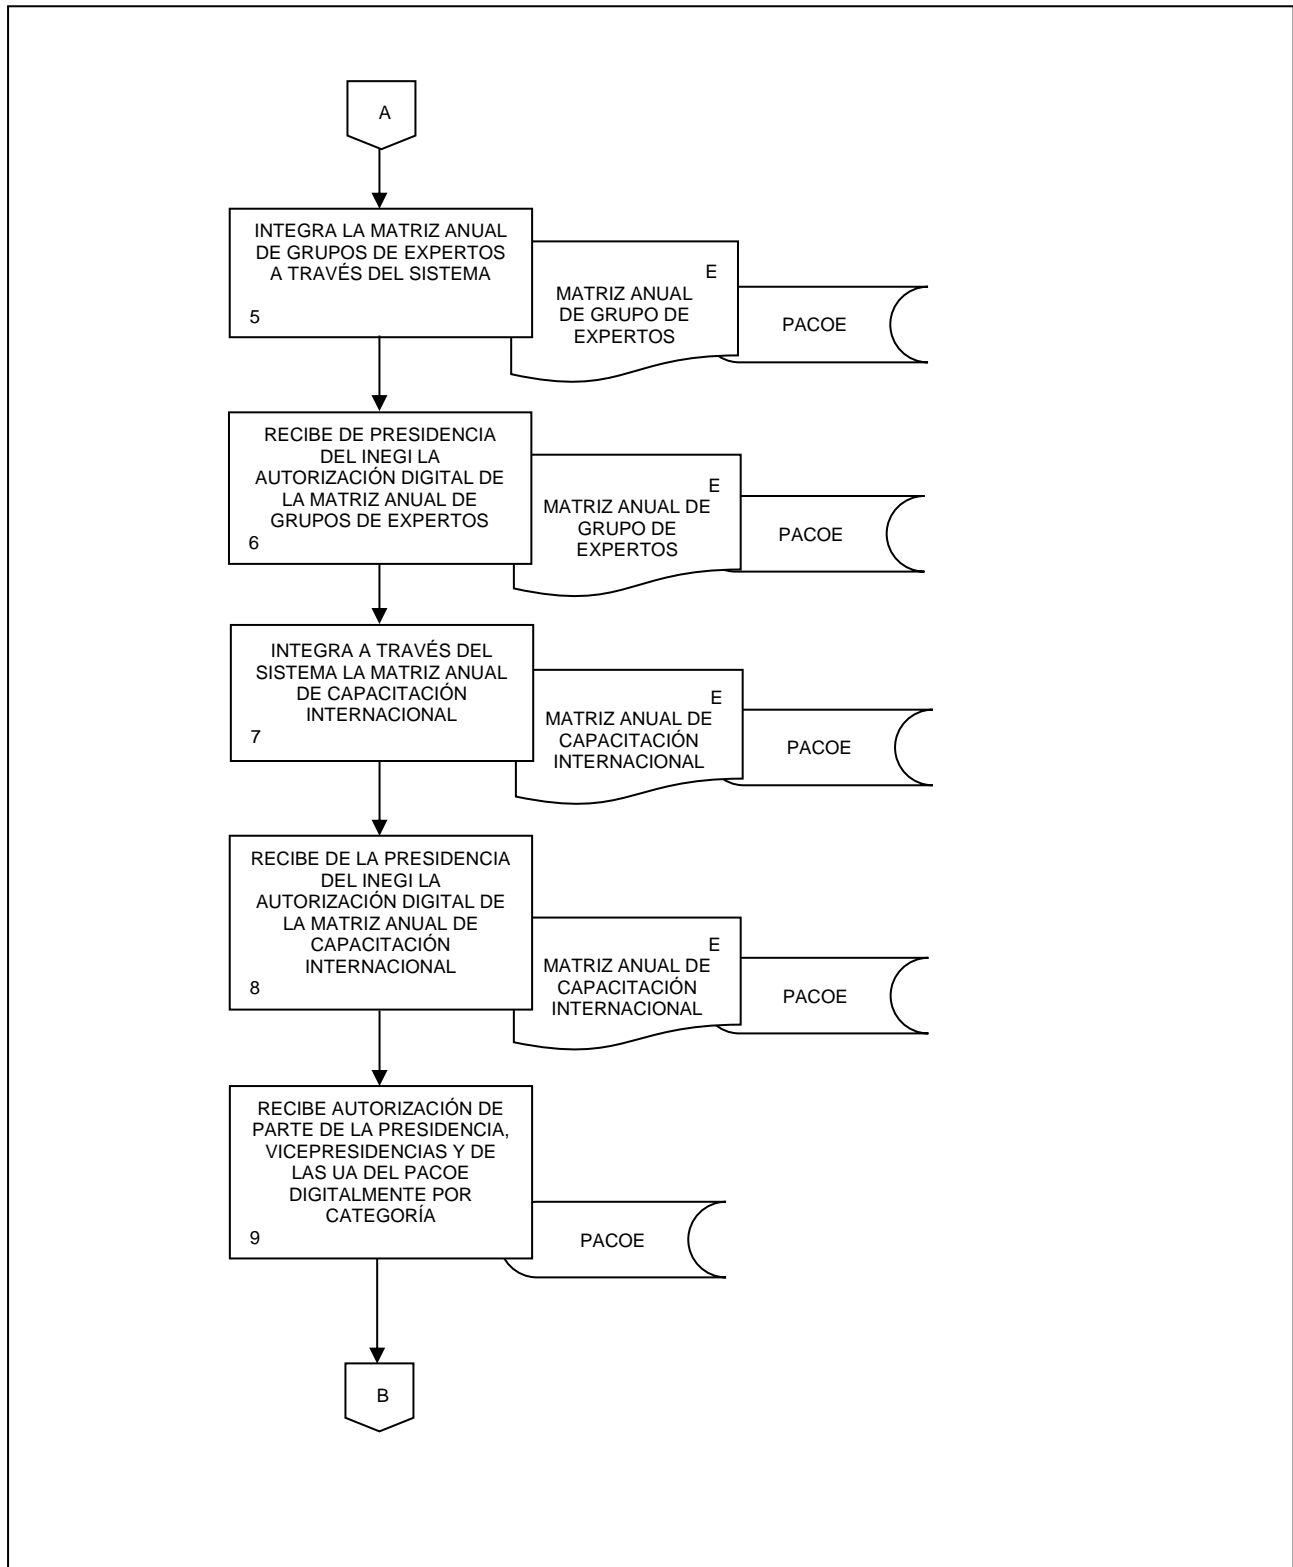 A
INTEGRA LA MATRIZ ANUAL
DE GRUPOS DE EXPERTOS
A TRAVÉS DEL SISTEMA
5
E
MATRIZ ANUAL
DE GRUPO DE
EXPERTOS
PACOE
RECIBE DE PRESIDENCIA
DEL INEGI LA
AUTORIZACIÓN DIGITAL DE
LA MATRIZ ANUAL DE
GRUPOS DE EXPERTOS
6
E
MATRIZ ANUAL DE
GRUPO DE
EXPERTOS
PACOE
INTEGRA A TRAVÉS DEL
SISTEMA LA MATRIZ ANUAL
DE CAPACITACIÓN
INTERNACIONAL
7
E
MATRIZ ANUAL DE
CAPACITACIÓN
INTERNACIONAL
PACOE
RECIBE DE LA PRESIDENCIA
DEL INEGI LA
AUTORIZACIÓN DIGITAL DE
LA MATRIZ ANUAL DE
CAPACITACIÓN
INTERNACIONAL
8
E
MATRIZ ANUAL DE
CAPACITACIÓN
INTERNACIONAL
PACOE
RECIBE AUTORIZACIÓN DE
PARTE DE LA PRESIDENCIA,
VICEPRESIDENCIAS Y DE
LAS UA DEL PACOE
DIGITALMENTE POR
CATEGORÍA
9
PACOE
B